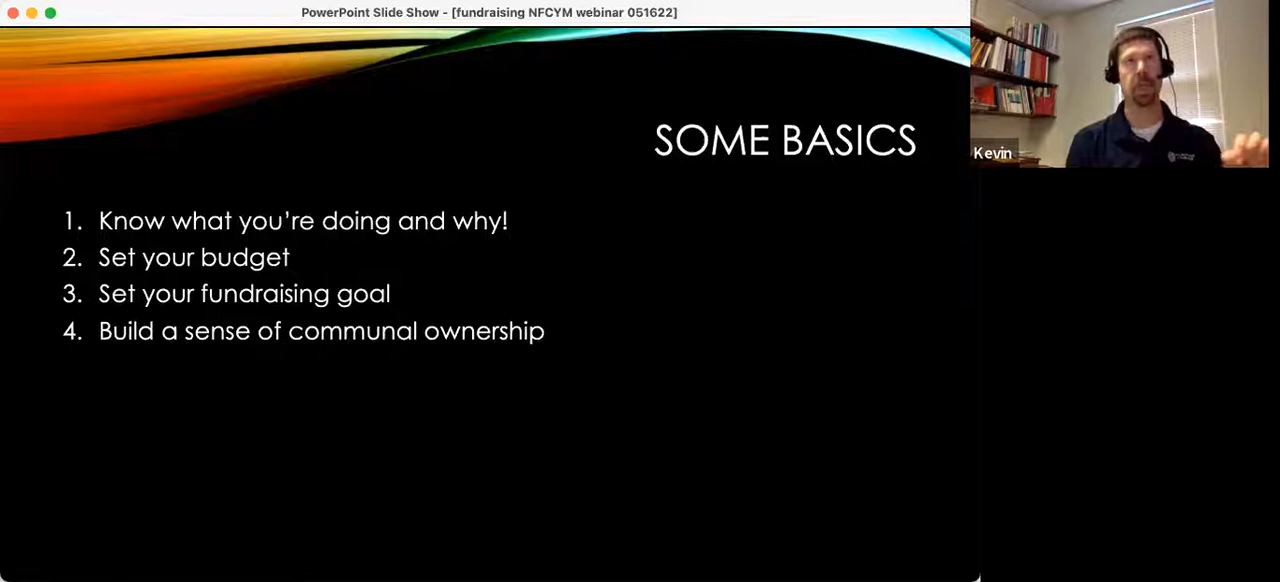 PowerPoint Slide Show - [fundraising NFCYM webinar 051622]
SOME BASICS
Kevin
1. Know what you’re doing and why!
2. Set your budget
3. Set your fundraising goal
4. Build a sense of communal ownership